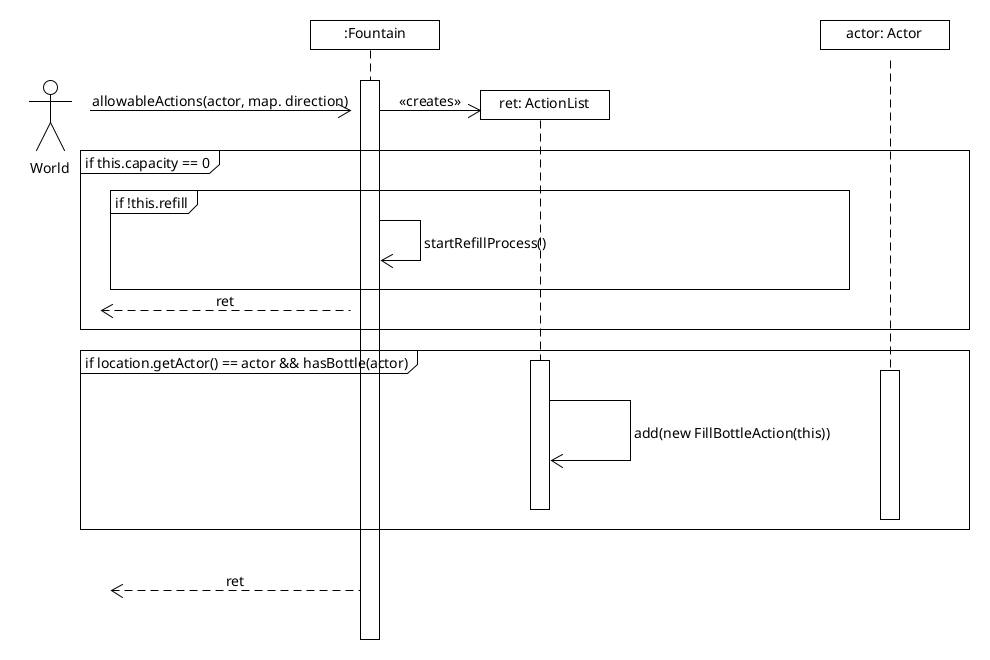 :Fountain
actor: Actor
allowableActions(actor, map. direction)
«creates»
ret: ActionList
World
if this.capacity == 0
if !this.refill
startRefillProcess()
ret
if location.getActor() == actor && hasBottle(actor)
add(new FillBottleAction(this))
ret